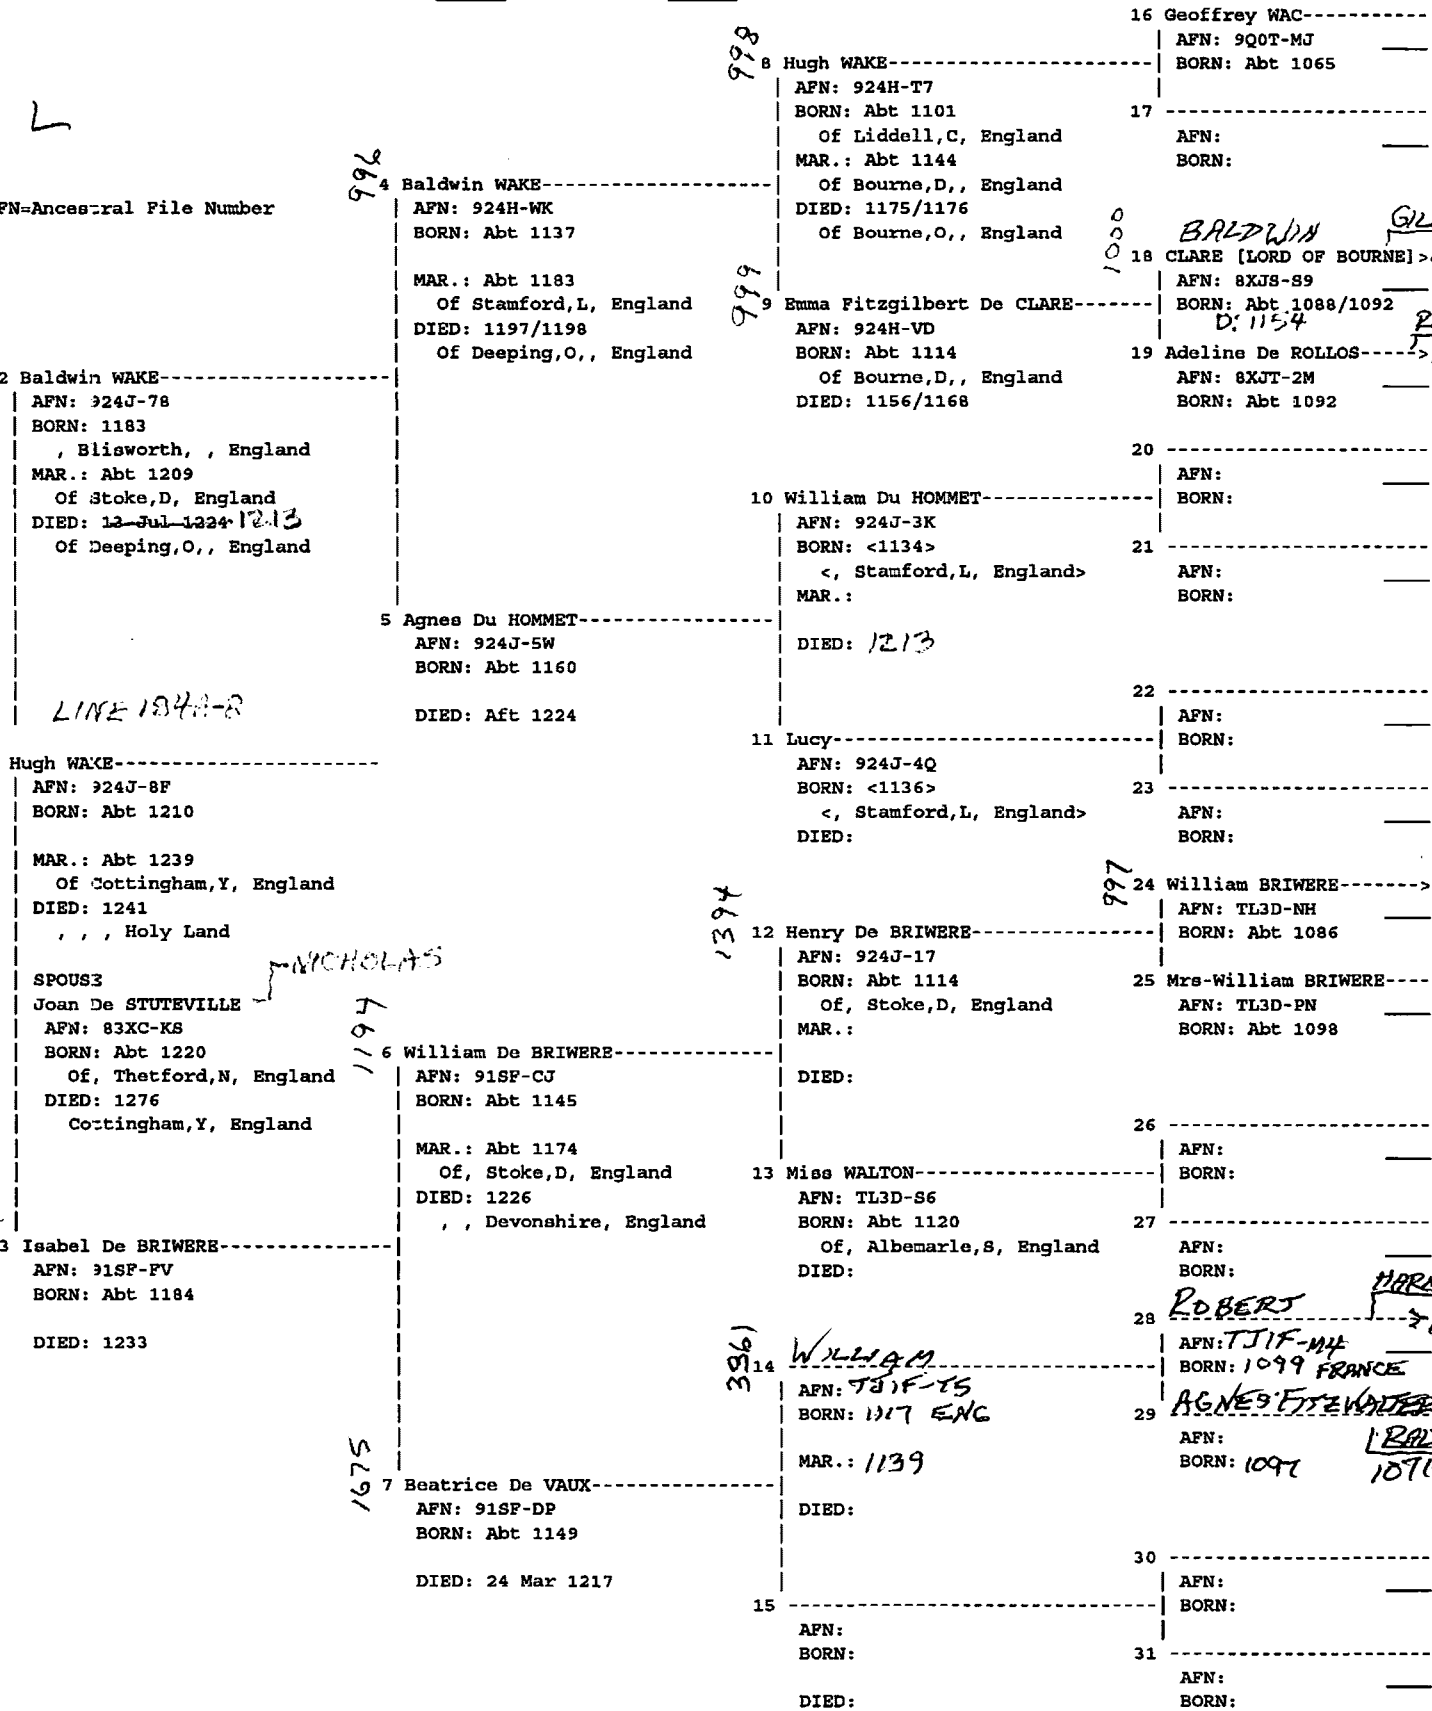 16 Geoffrey WAC-----------
AFN: 9Q0T-MJ
BORN: Abt 1065
998
8 Hugh WAKE-----------------------
AFN: 924H-T7
BORN: Abt 1101
Of Liddell,C, England
MAR.: Abt 1144
Of Bourne,D,, England
DIED: 1175/1176
Of Bourne,O,, England
17 ---------------------------
AFN:
BORN:
L
FN=Ancestral File Number
996
4 Baldwin WAKE-------------------
AFN: 924H-WK
BORN: Abt 1137
MAR.: Abt 1183
Of Stamford,L, England
DIED: 1197/1198
Of Deeping,O,, England
1000
BALDWIN
18 CLARE [LORD OF BOURNE]>
AFN: 8XJS-S9
BORN: Abt 1088/1092
D: 1154
999
9 Emma Fitzgilbert De CLARE-------
AFN: 924H-VD
BORN: Abt 1114
Of Bourne,D,, England
DIED: 1156/1168
19 Adeline De ROLLOS----->
AFN: 8XJT-2M
BORN: Abt 1092
2 Baldwin WAKE-------------------
AFN: 924J-78
BORN: 1183
, Blisworth, , England
MAR.: Abt 1209
Of Stoke,D, England
DIED: 13 Jul 1224 1213
Of Deeping,O,, England
20 ---------------------------
AFN:
BORN:
10 William Du HOMMET---------------
AFN: 924J-3K
BORN: <1134>
<, Stamford,L, England>
MAR.:
DIED: 1213
21 ---------------------------
AFN:
BORN:
5 Agnes Du HOMMET----------------
AFN: 924J-5W
BORN: Abt 1160
DIED: Aft 1224
22 ---------------------------
AFN:
BORN:
LINE 184A-8
11 Lucy----------------------------
AFN: 924J-4Q
BORN: <1136>
<, Stamford,L, England>
DIED:
23 ---------------------------
AFN:
BORN:
Hugh WAKE----------------------
AFN: 924J-8F
BORN: Abt 1210
MAR.: Abt 1239
Of Cottingham,Y, England
DIED: 1241
, , , Holy Land
NICHOLAS
SPOUSE
Joan De STUTEVILLE
AFN: 83XC-KS
BORN: Abt 1220
Of, Thetford,N, England
DIED: 1276
Cottingham,Y, England
997
24 William BRIWERE------->
AFN: TL3D-NH
BORN: Abt 1086
1394
12 Henry De BRIWERE----------------
AFN: 924J-17
BORN: Abt 1114
Of, Stoke,D, England
MAR.:
DIED:
25 Mrs-William BRIWERE----
AFN: TL3D-PN
BORN: Abt 1098
1197
6 William De BRIWERE-------------
AFN: 91SF-CJ
BORN: Abt 1145
MAR.: Abt 1174
Of, Stoke,D, England
DIED: 1226
, , Devonshire, England
26 ---------------------------
AFN:
BORN:
13 Miss WALTON---------------------
AFN: TL3D-S6
BORN: Abt 1120
Of, Albemarle,S, England
DIED:
27 ---------------------------
AFN:
BORN:
3 Isabel De BRIWERE--------------
AFN: 91SF-FV
BORN: Abt 1184
DIED: 1233
28 ROBERT
AFN: TJ1F-M4
BORN: 1099 FRANCE
3361
14 WILLIAM
AFN: TJ1F-T5
BORN: 1117 ENG
MAR.: 1139
DIED:
29 AGNES FITZWALTER
AFN:
BORN: 1097
1675
7 Beatrice De VAUX---------------
AFN: 91SF-DP
BORN: Abt 1149
DIED: 24 Mar 1217
30 ---------------------------
AFN:
BORN:
15 --------------------------------
AFN:
BORN:
DIED:
31 ---------------------------
AFN:
BORN: